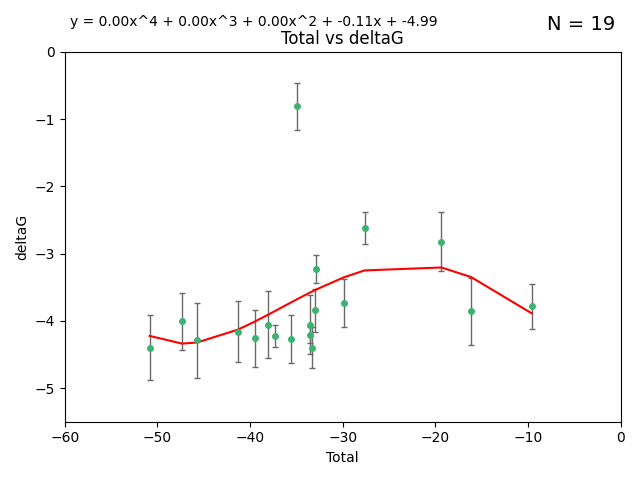 y = 0.00x^4 + 0.00x^3 + 0.00x^2 + -0.11x + -4.99
N = 19
Total vs deltaG
0
−1
−2
−3
−4
−5
deltaG
−60
−50
−40
−30
−20
−10
0
Total